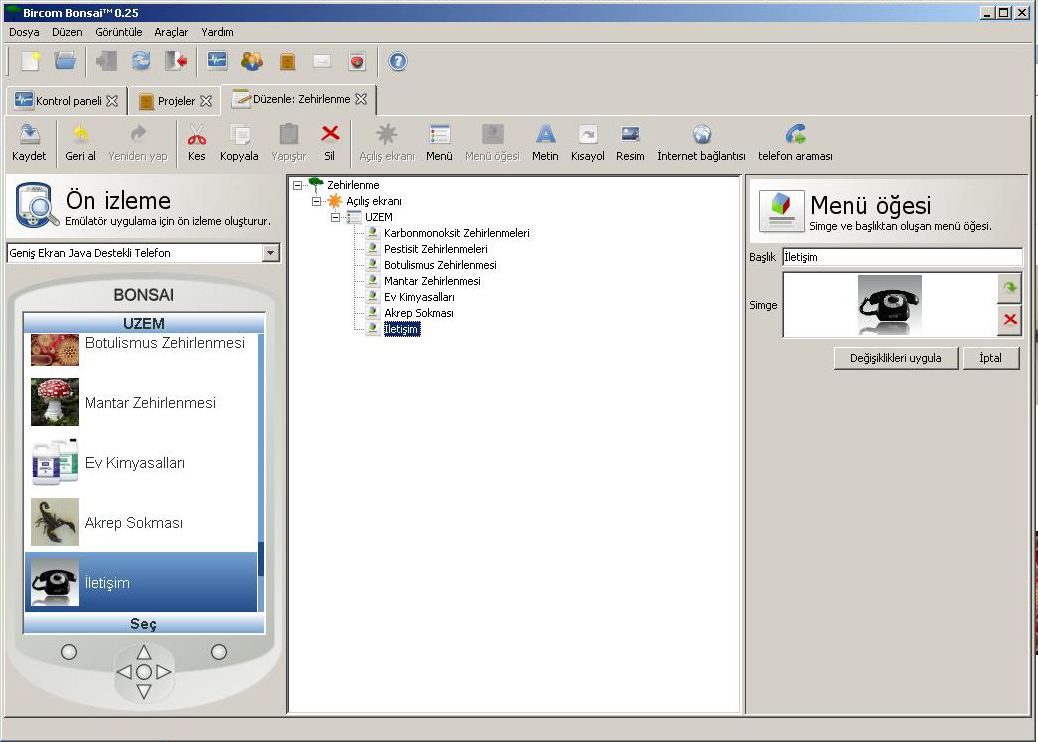 Bircom Bonsai™ 0.25
Dosya Düzen Görüntüle Araçlar Yardım
Kontrol paneli Projeler Düzenle: Zehirlenme
Kaydet Geri al Yeniden yap Kes Kopyala Yapıştır Sil Açılış ekranı Menü Menü öğesi Metin Kısayol Resim İnternet bağlantısı telefon araması
Ön izleme
Emülatör uygulama için ön izleme oluşturur.
Geniş Ekran Java Destekli Telefon
BONSAI
UZEM
Botulismus Zehirlenmesi
Mantar Zehirlenmesi
Ev Kimyasalları
Akrep Sokması
İletişim
Seç
Zehirlenme
Açılış ekranı
UZEM
Karbonmonoksit Zehirlenmeleri
Pestisit Zehirlenmeleri
Botulismus Zehirlenmesi
Mantar Zehirlenmesi
Ev Kimyasalları
Akrep Sokması
İletişim
Menü öğesi
Simge ve başlıktan oluşan menü öğesi.
Başlık İletişim
Simge
Değişiklikleri uygula İptal